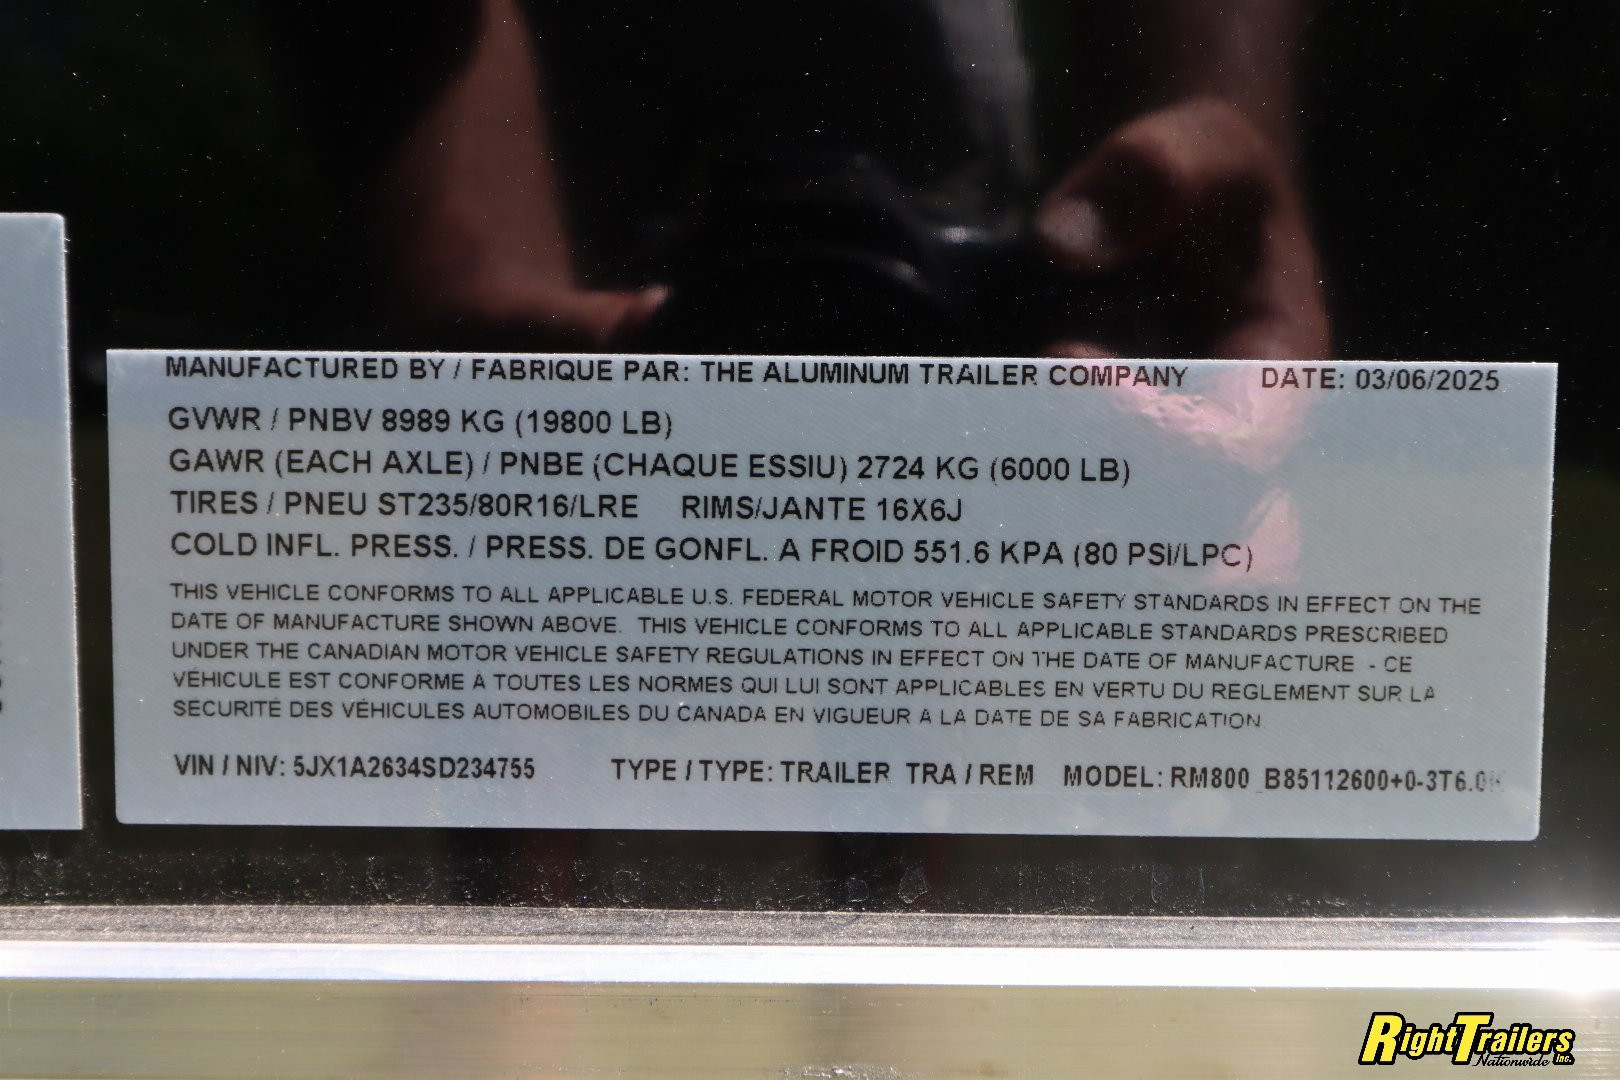 MANUFACTURED BY / FABRIQUE PAR: THE ALUMINUM TRAILER COMPANY DATE: 03/06/2025
GVWR / PNBV 8989 KG (19800 LB)
GAWR (EACH AXLE) / PNBE (CHAQUE ESSIU) 2724 KG (6000 LB)
TIRES / PNEU ST235/80R16/LRE RIMS/JANTE 16X6J
COLD INFL. PRESS. / PRESS. DE GONFL. A FROID 551.6 KPA (80 PSI/LPC)
THIS VEHICLE CONFORMS TO ALL APPLICABLE U.S. FEDERAL MOTOR VEHICLE SAFETY STANDARDS IN EFFECT ON THE
DATE OF MANUFACTURE SHOWN ABOVE. THIS VEHICLE CONFORMS TO ALL APPLICABLE STANDARDS PRESCRIBED
UNDER THE CANADIAN MOTOR VEHICLE SAFETY REGULATIONS IN EFFECT ON THE DATE OF MANUFACTURE - CE
VÉHICULE EST CONFORME À TOUTES LES NORMES QUI LUI SONT APPLICABLES EN VERTU DU REGLEMENT SUR LA
SÉCURITÉ DES VÉHICULES AUTOMOBILES DU CANADA EN VIGUEUR A LA DATE DE SA FABRICATION
VIN / NIV: 5JX1A2634SD234755 TYPE / TYPE: TRAILER TRA / REM MODEL: RM800
RightTrailers
Nationwide Inc.